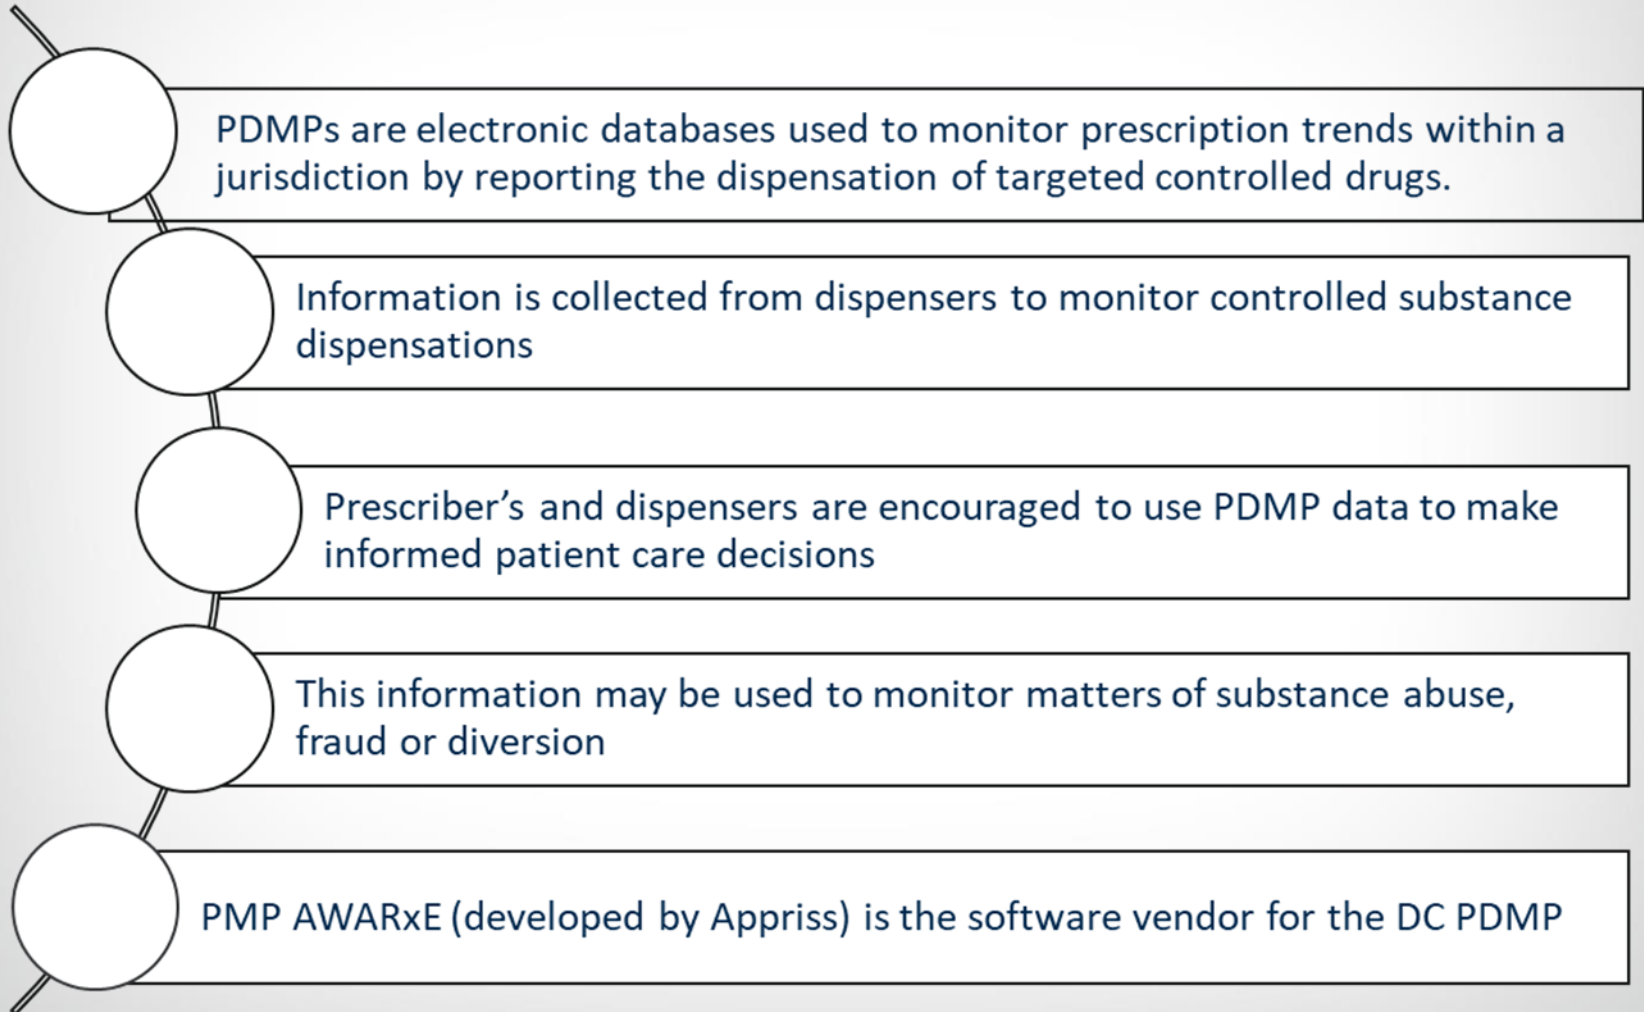 PDMPs are electronic databases used to monitor prescription trends within a
jurisdiction by reporting the dispensation of targeted controlled drugs.
Information is collected from dispensers to monitor controlled substance
dispensations
Prescriber’s and dispensers are encouraged to use PDMP data to make
informed patient care decisions
This information may be used to monitor matters of substance abuse,
fraud or diversion
PMP AWARxE (developed by Appriss) is the software vendor for the DC PDMP